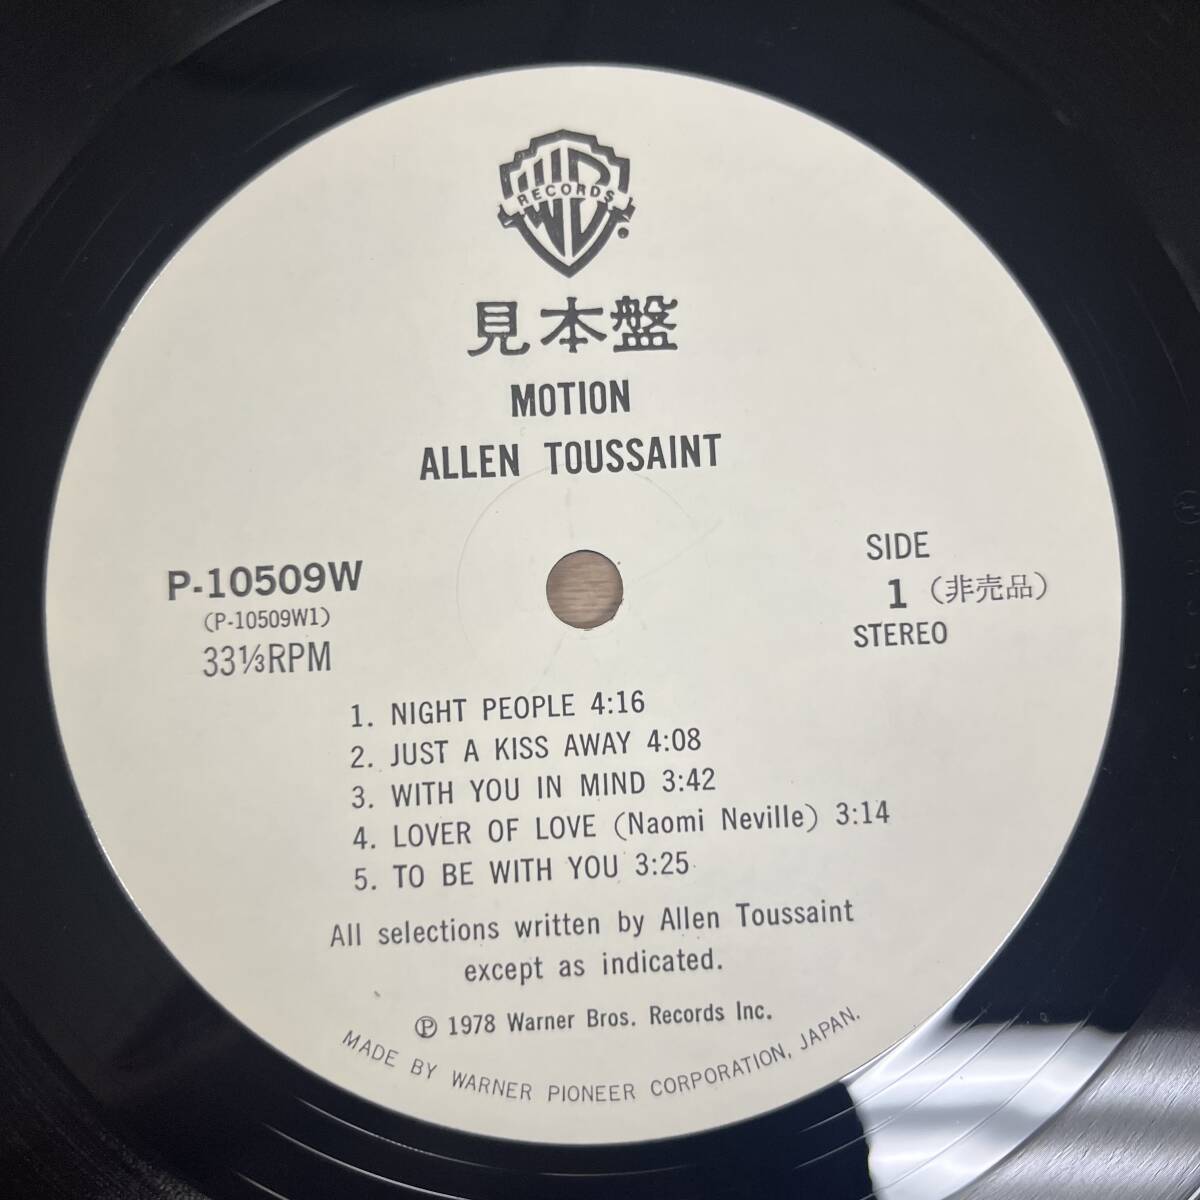 WB
RECORDS
見本盤
MOTION
ALLEN TOUSSAINT
P-10509W
(P-10509W1)
33⅓RPM
SIDE
1 (非売品)
STEREO
1. NIGHT PEOPLE 4:16
2. JUST A KISS AWAY 4:08
3. WITH YOU IN MIND 3:42
4. LOVER OF LOVE (Naomi Neville) 3:14
5. TO BE WITH YOU 3:25
All selections written by Allen Toussaint
except as indicated.
℗ 1978 Warner Bros. Records Inc.
MADE BY WARNER PIONEER CORPORATION, JAPAN.